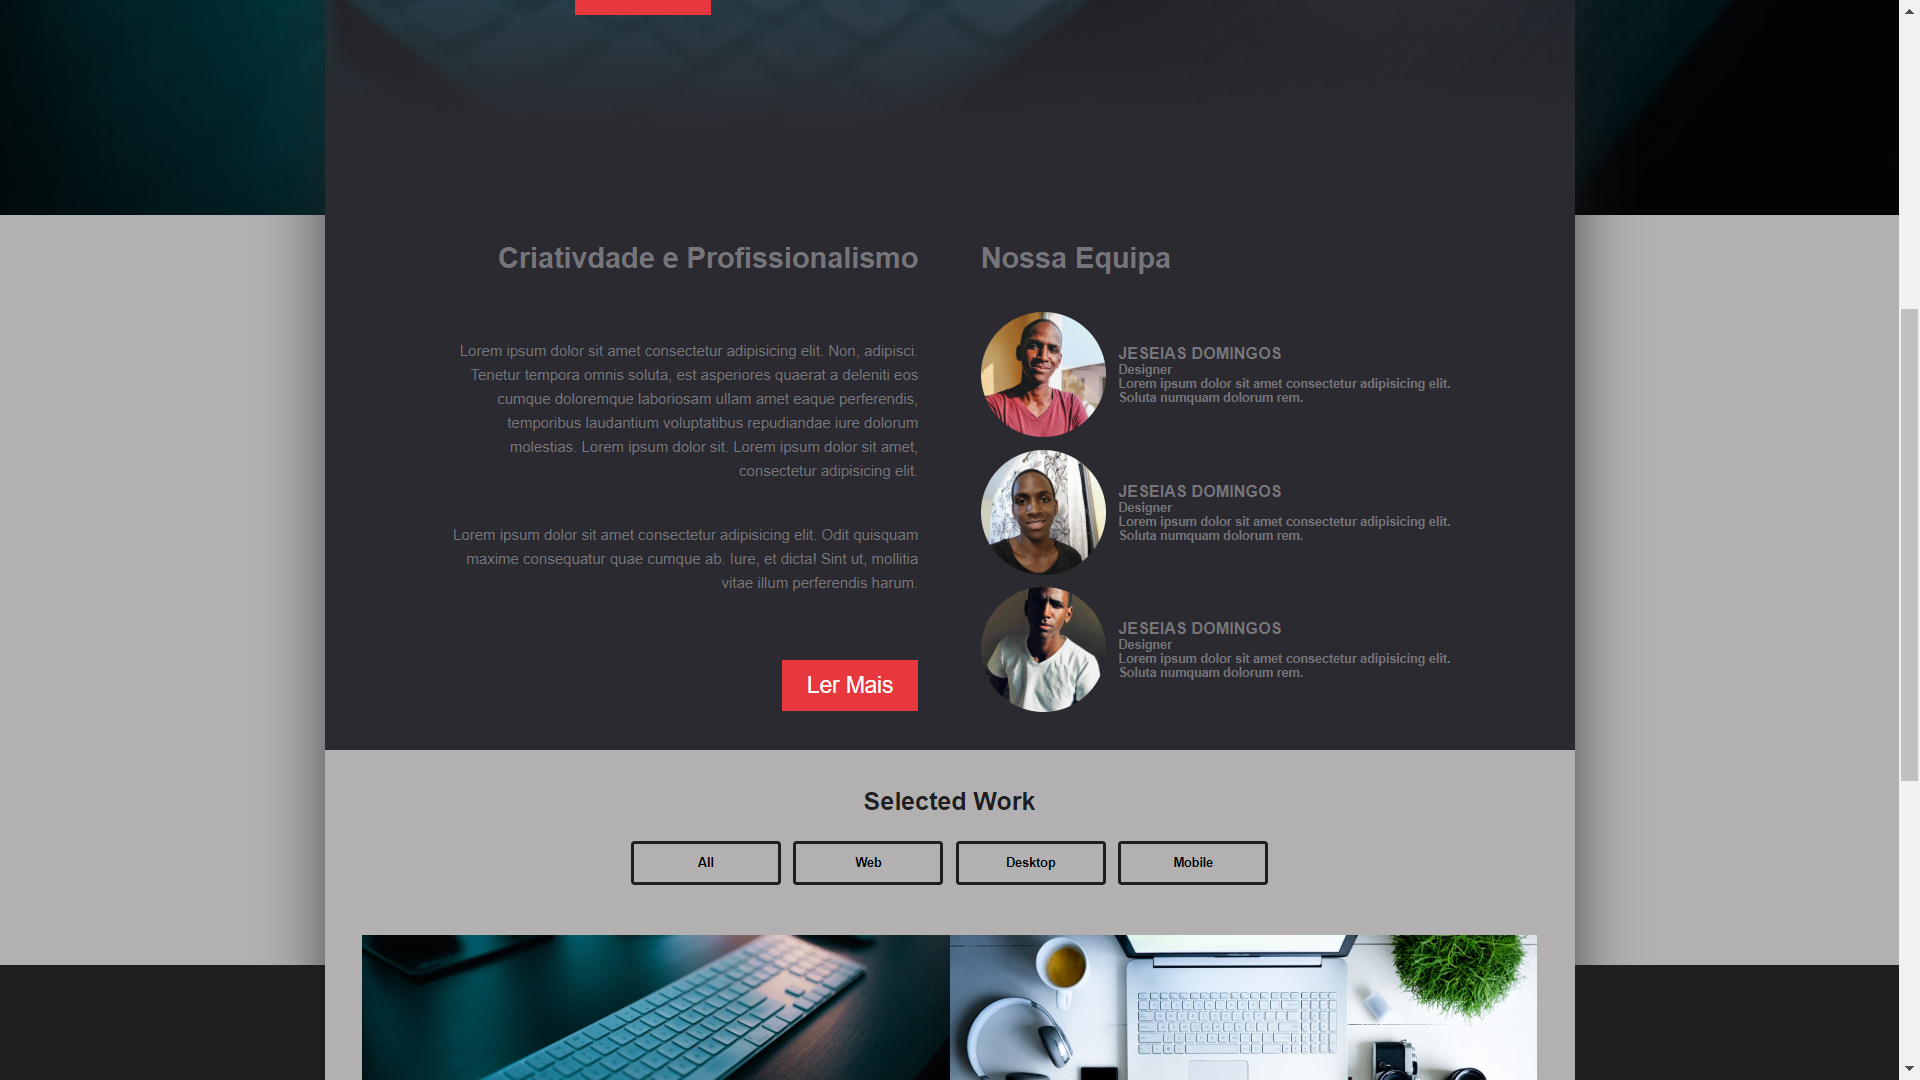 Criativdade e Profissionalismo
Lorem ipsum dolor sit amet consectetur adipisicing elit. Non, adipisci.
Tenetur tempora omnis soluta, est asperiores quaerat a deleniti eos
cumque doloremque laboriosam ullam amet eaque perferendis,
temporibus laudantium voluptatibus repudiandae iure dolorum
molestias. Lorem ipsum dolor sit. Lorem ipsum dolor sit amet,
consectetur adipisicing elit.
Lorem ipsum dolor sit amet consectetur adipisicing elit. Odit quisquam
maxime consequatur quae cumque ab. Iure, et dicta! Sint ut, mollitia
vitae illum perferendis harum.
Ler Mais
Nossa Equipa
JESEIAS DOMINGOS
Designer
Lorem ipsum dolor sit amet consectetur adipisicing elit.
Soluta numquam dolorum rem.
JESEIAS DOMINGOS
Designer
Lorem ipsum dolor sit amet consectetur adipisicing elit.
Soluta numquam dolorum rem.
JESEIAS DOMINGOS
Designer
Lorem ipsum dolor sit amet consectetur adipisicing elit.
Soluta numquam dolorum rem.
Selected Work
All
Web
Desktop
Mobile